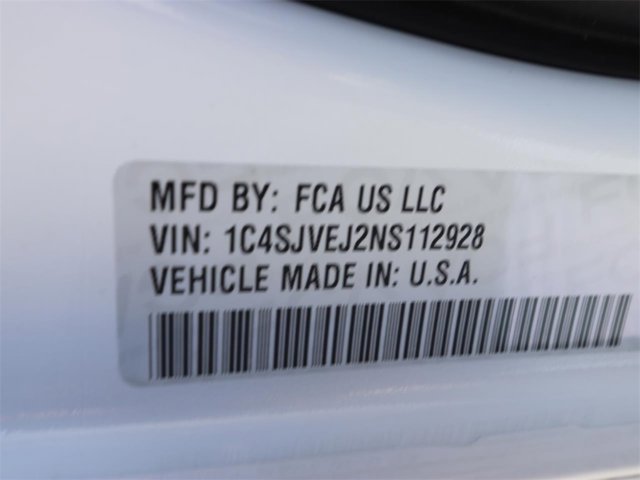 MFD BY: FCA US LLC
VIN: 1C4SJVEJ2NS112928
VEHICLE MADE IN: U.S.A.